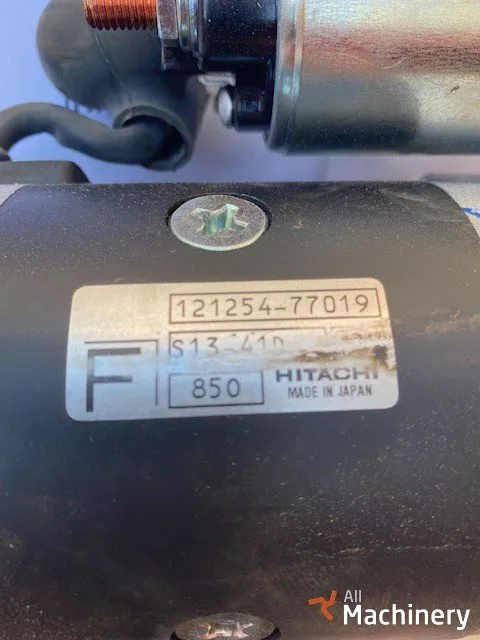 121254-77019
F
850 HITACHI
MADE IN JAPAN
All
Machinery